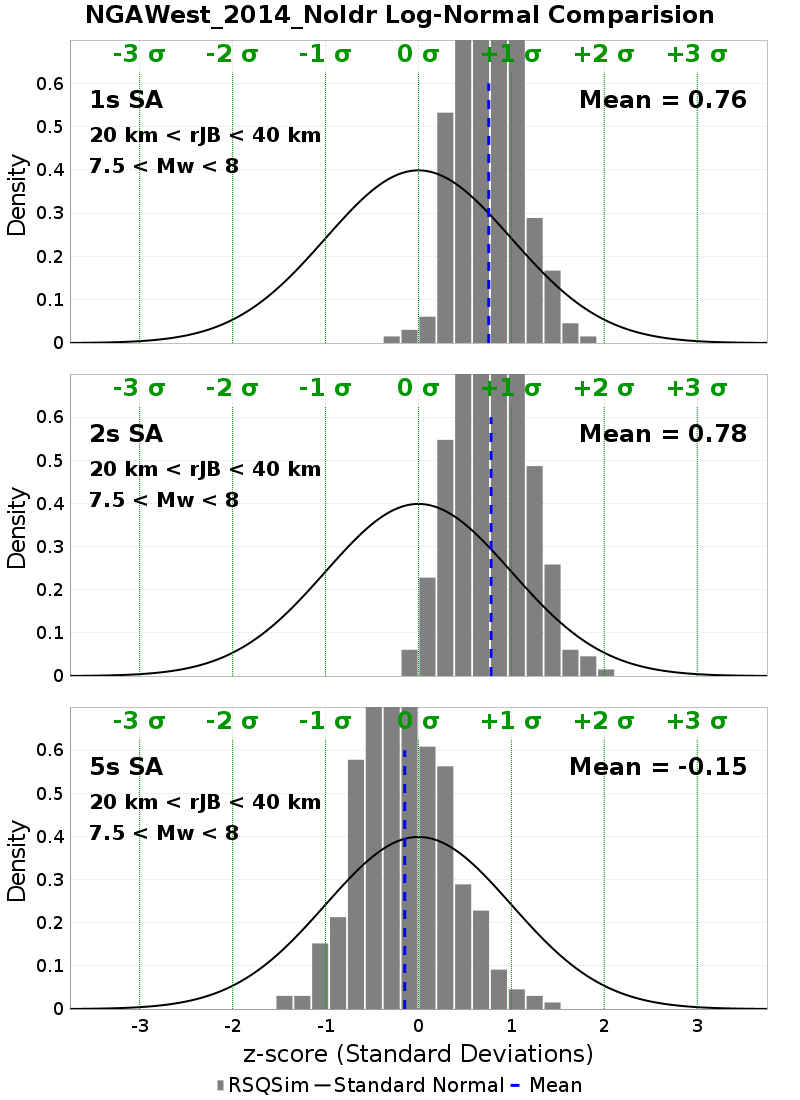 NGAWest_2014_NoIdr Log-Normal Comparision
-3 σ -2 σ -1 σ 0 σ +1 σ +2 σ +3 σ
1s SA Mean = 0.76
20 km < rJB < 40 km
7.5 < Mw < 8
Density
0.6
0.5
0.4
0.3
0.2
0.1
0
-3 σ -2 σ -1 σ 0 σ +1 σ +2 σ +3 σ
2s SA Mean = 0.78
20 km < rJB < 40 km
7.5 < Mw < 8
Density
0.6
0.5
0.4
0.3
0.2
0.1
0
-3 σ -2 σ -1 σ 0 σ +1 σ +2 σ +3 σ
5s SA Mean = -0.15
20 km < rJB < 40 km
7.5 < Mw < 8
Density
0.6
0.5
0.4
0.3
0.2
0.1
0
-3 -2 -1 0 1 2 3
z-score (Standard Deviations)
RSQSim Standard Normal Mean